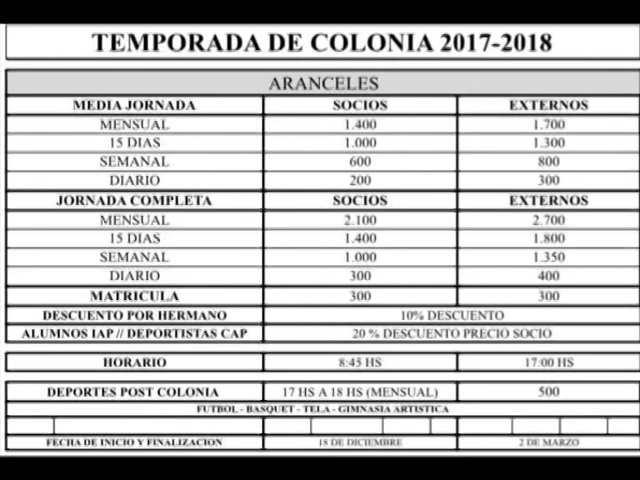 TEMPORADA DE COLONIA 2017-2018
ARANCELES
MEDIA JORNADA SOCIOS EXTERNOS
MENSUAL 1.400 1.700
15 DIAS 1.000 1.300
SEMANAL 600 800
DIARIO 200 300
JORNADA COMPLETA SOCIOS EXTERNOS
MENSUAL 2.100 2.700
15 DIAS 1.400 1.800
SEMANAL 1.000 1.350
DIARIO 300 400
MATRICULA 300 300
DESCUENTO POR HERMANO 10% DESCUENTO
ALUMNOS IAP // DEPORTISTAS CAP 20 % DESCUENTO PRECIO SOCIO
HORARIO 8:45 HS 17:00 HS
DEPORTES POST COLONIA 17 HS A 18 HS (MENSUAL) 500
FUTBOL - BASQUET - TELA - GIMNASIA ARTISTICA
FECHA DE INICIO Y FINALIZACION 18 DE DICIEMBRE 2 DE MARZO